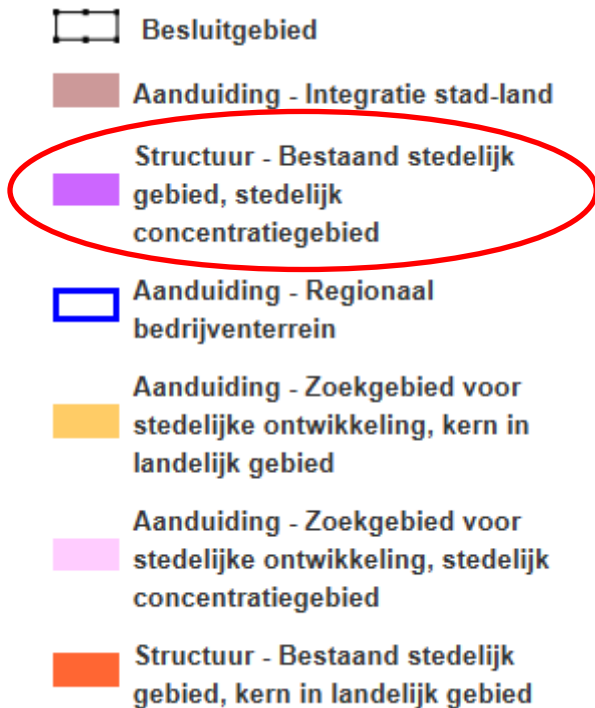 Besluitgebied
Aanduiding - Integratie stad-land
Structuur - Bestaand stedelijk
gebied, stedelijk
concentratiegebied
Aanduiding - Regionaal
bedrijventerrein
Aanduiding - Zoekgebied voor
stedelijke ontwikkeling, kern in
landelijk gebied
Aanduiding - Zoekgebied voor
stedelijke ontwikkeling, stedelijk
concentratiegebied
Structuur - Bestaand stedelijk
gebied, kern in landelijk gebied